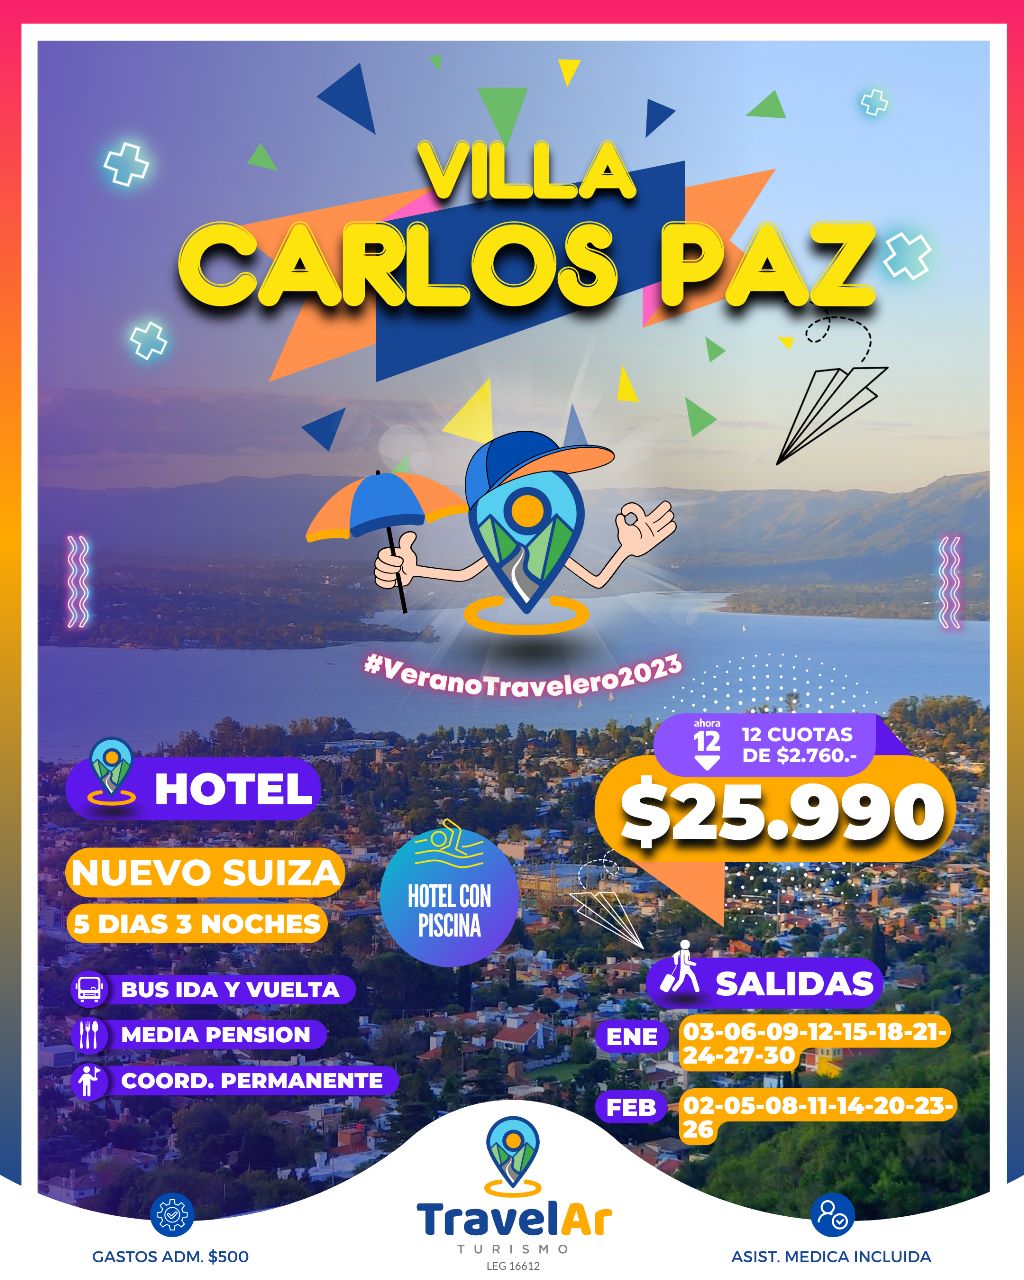 VILLA
CARLOS PAZ
#VeranoTravelero2023
ahora
12
12 CUOTAS
DE $2.760.-
$25.990
HOTEL
NUEVO SUIZA
5 DIAS 3 NOCHES
HOTEL CON
PISCINA
BUS IDA Y VUELTA
MEDIA PENSION
COORD. PERMANENTE
SALIDAS
ENE
03-06-09-12-15-18-21-
24-27-30
FEB
02-05-08-11-14-20-23-
26
TravelAr
TURISMO
LEG 16612
GASTOS ADM. $500
ASIST. MEDICA INCLUIDA